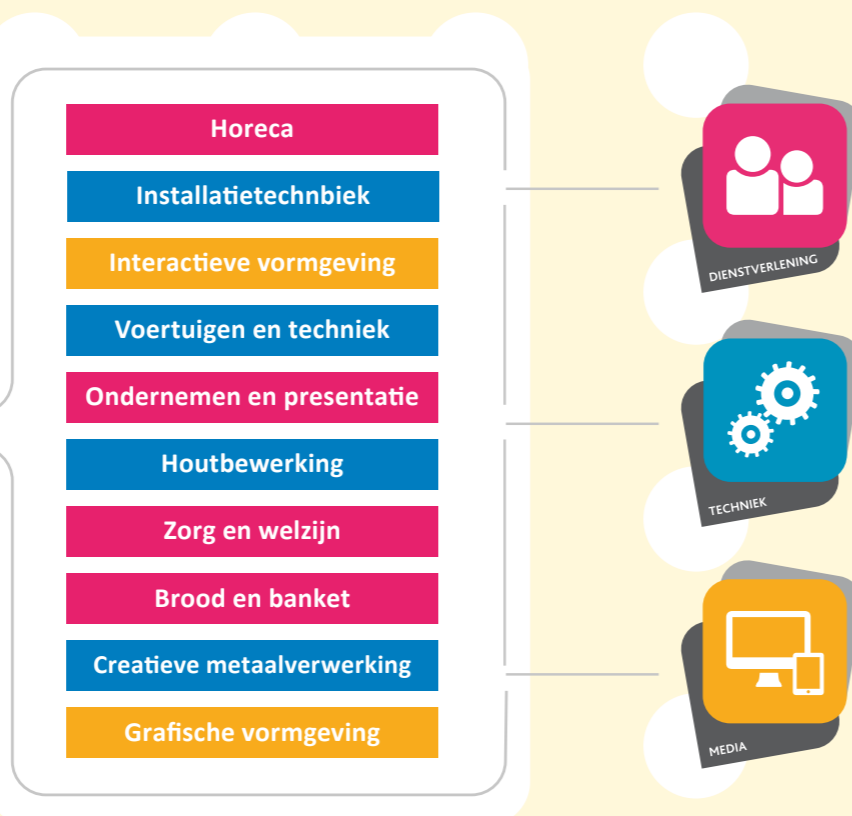 Horeca
Installatietechnbiek
Interactieve vormgeving
Voertuigen en techniek
Ondernemen en presentatie
Houtbewerking
Zorg en welzijn
Brood en banket
Creatieve metaalverwerking
Grafische vormgeving
DIENSTVERLENING
TECHNIEK
MEDIA